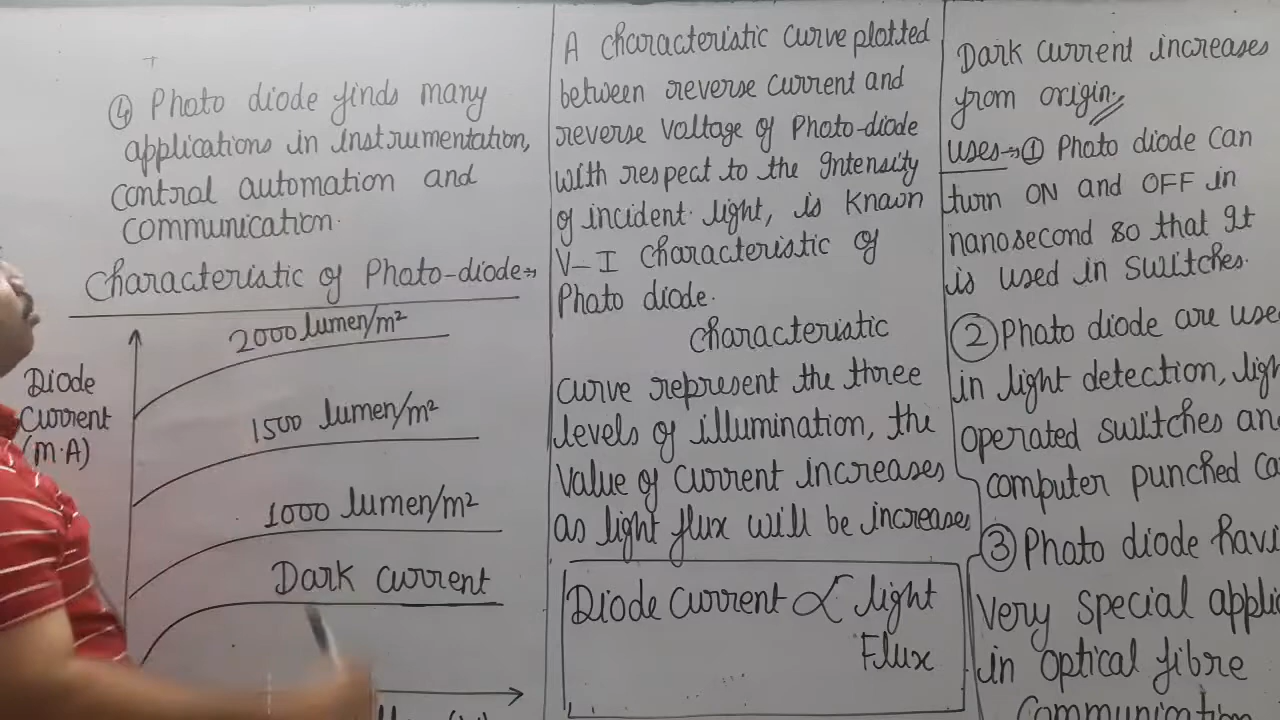 ④ Photo diode finds many
applications in instrumentation,
control automation and
communication.
Characteristic of Photo-diode→
2000 lumen/m²
Diode
Current
(m.A)
1500 lumen/m²
1000 lumen/m²
Dark current
A characteristic curve plotted
between reverse current and
reverse voltage of Photo-diode
with respect to the Intensity
of incident light, is known
V-I characteristic of
Photo diode.
characteristic
curve represent the three
levels of illumination, the
value of current increases
as light flux will be increases
Diode current ∝ light
Flux
Dark current increases
from origin.
uses→① Photo diode can
turn ON and OFF in
nanosecond so that It
is used in switches.
② Photo diode are use
in light detection, ligh
operated switches an
computer punched ca
③ Photo diode havi
very special appli
in optical fibre
Communication